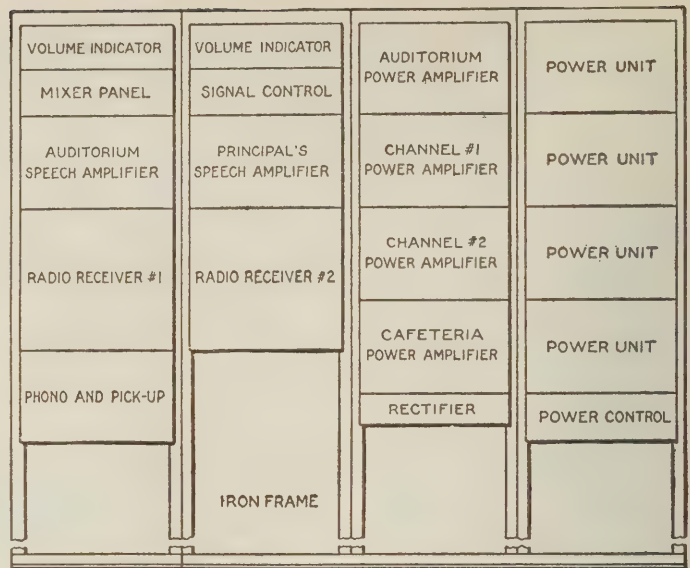 VOLUME INDICATOR
MIXER PANEL
AUDITORIUM
SPEECH AMPLIFIER
RADIO RECEIVER #1
PHONO AND PICK-UP
VOLUME INDICATOR
SIGNAL CONTROL
PRINCIPAL'S
SPEECH AMPLIFIER
RADIO RECEIVER #2
IRON FRAME
AUDITORIUM
POWER AMPLIFIER
CHANNEL #1
POWER AMPLIFIER
CHANNEL #2
POWER AMPLIFIER
CAFETERIA
POWER AMPLIFIER
RECTIFIER
POWER UNIT
POWER UNIT
POWER UNIT
POWER UNIT
POWER CONTROL